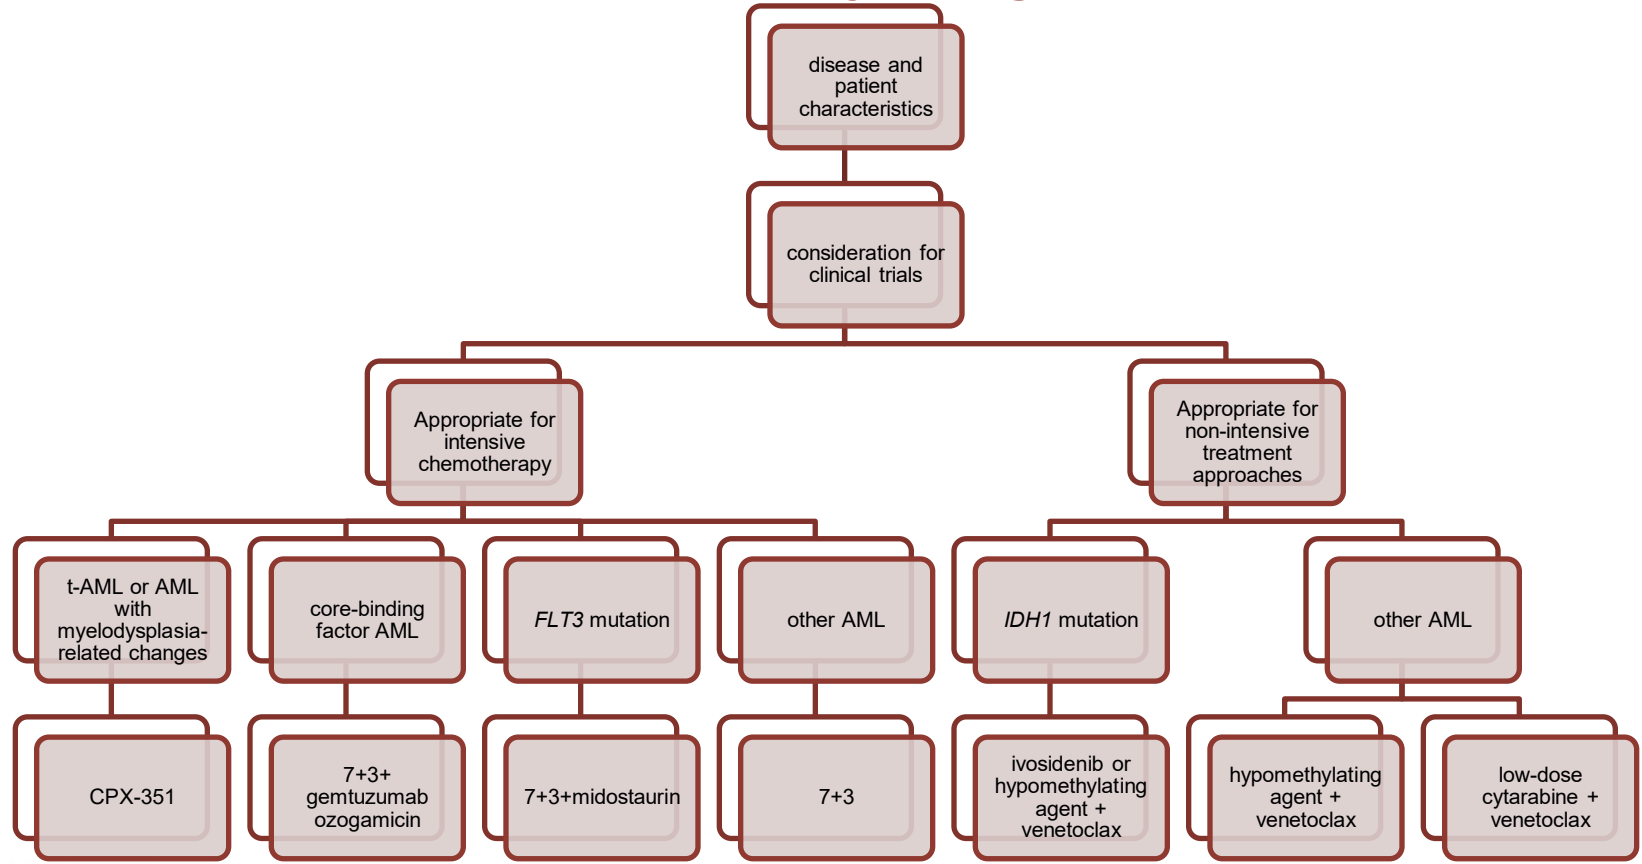 disease and
patient
characteristics
consideration for
clinical trials
Appropriate for
intensive
chemotherapy
Appropriate for
non-intensive
treatment
approaches
t-AML or AML
with
myelodysplasia-
related changes
core-binding
factor AML
FLT3 mutation
other AML
IDH1 mutation
other AML
CPX-351
7+3+
gemtuzumab
ozogamicin
7+3+midostaurin
7+3
ivosidenib or
hypomethylating
agent +
venetoclax
hypomethylating
agent +
venetoclax
low-dose
cytarabine +
venetoclax